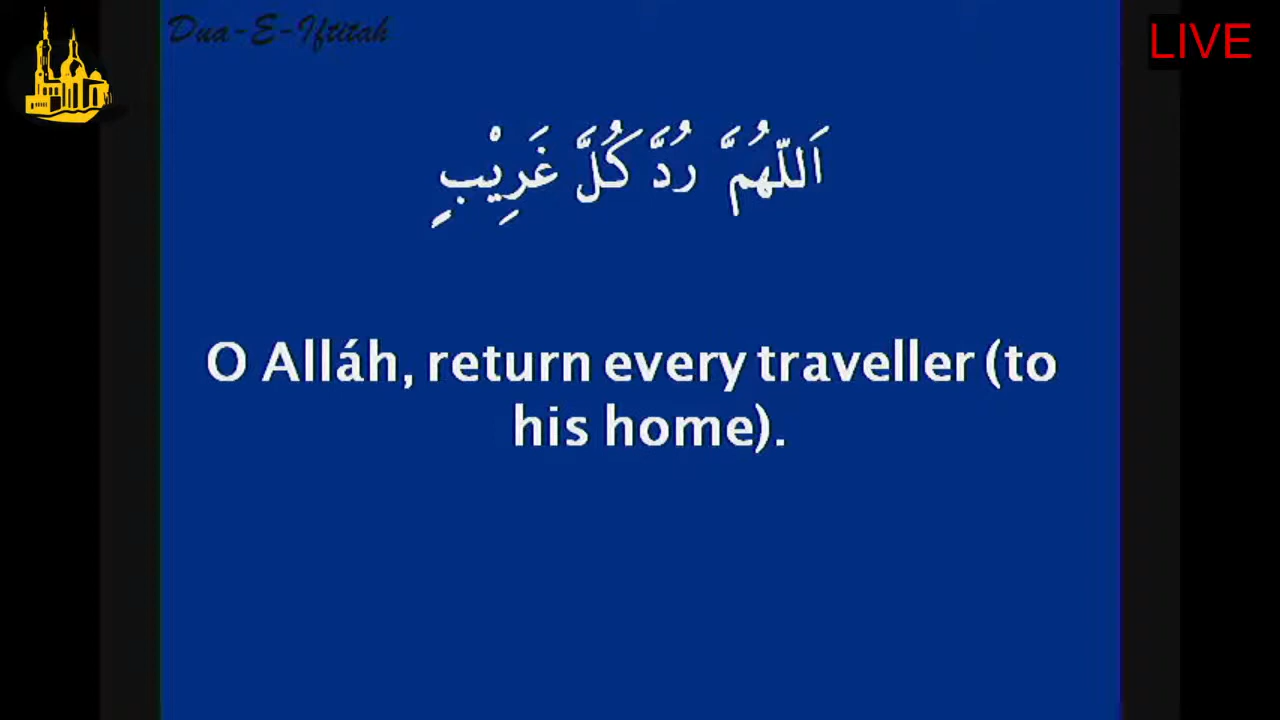 Dua-E-Iftitah
LIVE
اَللّٰهُمَّ رُدَّ كُلَّ غَرِيْبٍ
O Alláh, return every traveller (to
his home).